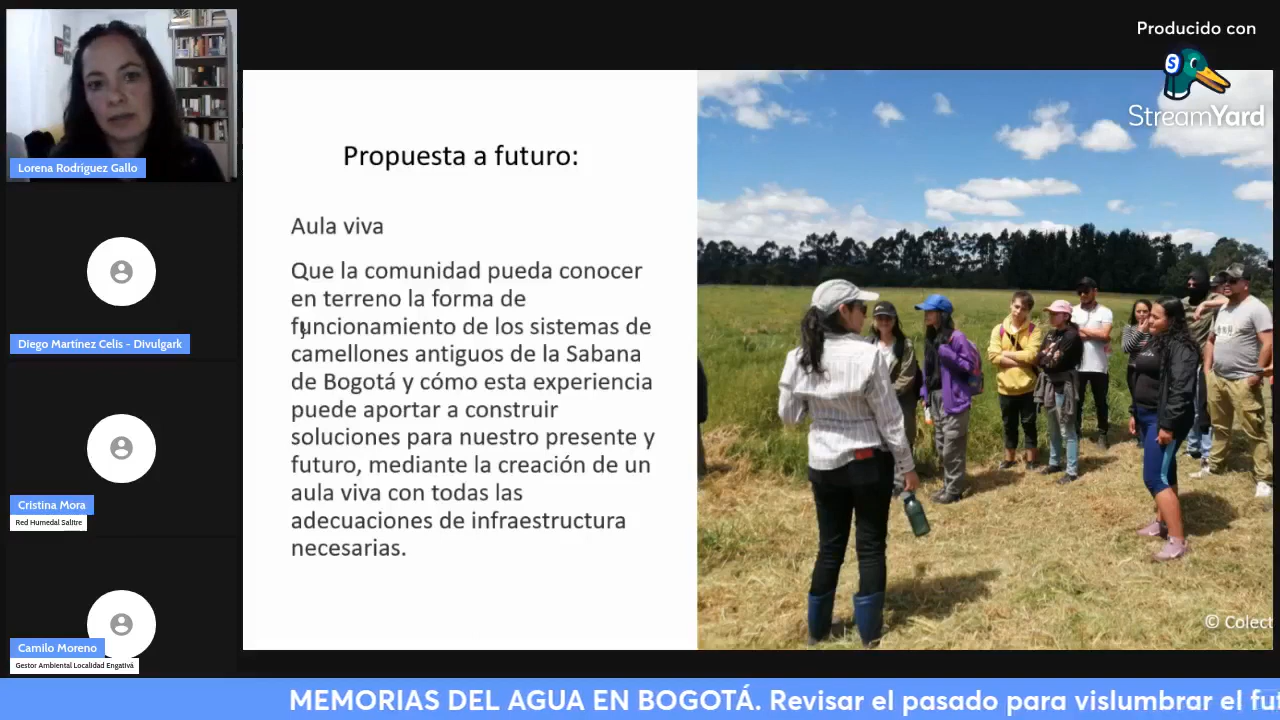 Producido con
StreamYard
Lorena Rodríguez Gallo
Diego Martínez Celis - Divulgark
Cristina Mora
Red Humedal Salitre
Camilo Moreno
Gestor Ambiental Localidad Engativá
Propuesta a futuro:
Aula viva
Que la comunidad pueda conocer
en terreno la forma de
funcionamiento de los sistemas de
camellones antiguos de la Sabana
de Bogotá y cómo esta experiencia
puede aportar a construir
soluciones para nuestro presente y
futuro, mediante la creación de un
aula viva con todas las
adecuaciones de infraestructura
necesarias.
© Colect
MEMORIAS DEL AGUA EN BOGOTÁ. Revisar el pasado para vislumbrar el fu